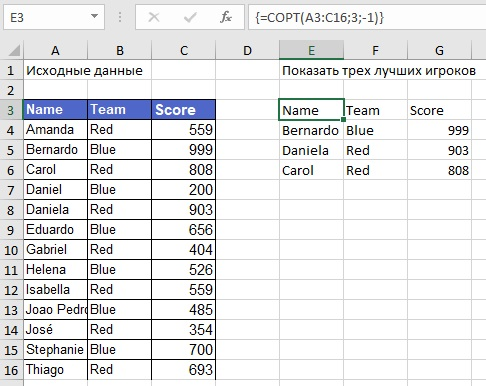 E3 fx {=СОРТ(A3:C16;3;-1)}
A B C D E F G
1 Исходные данные Показать трех лучших игроков
2
3 Name Team Score Name Team Score
4 Amanda Red 559 Bernardo Blue 999
5 Bernardo Blue 999 Daniela Red 903
6 Carol Red 808 Carol Red 808
7 Daniel Blue 200
8 Daniela Red 903
9 Eduardo Blue 656
10 Gabriel Red 404
11 Helena Blue 526
12 Isabella Red 559
13 Joao Pedro Blue 485
14 José Red 354
15 Stephanie Blue 700
16 Thiago Red 693